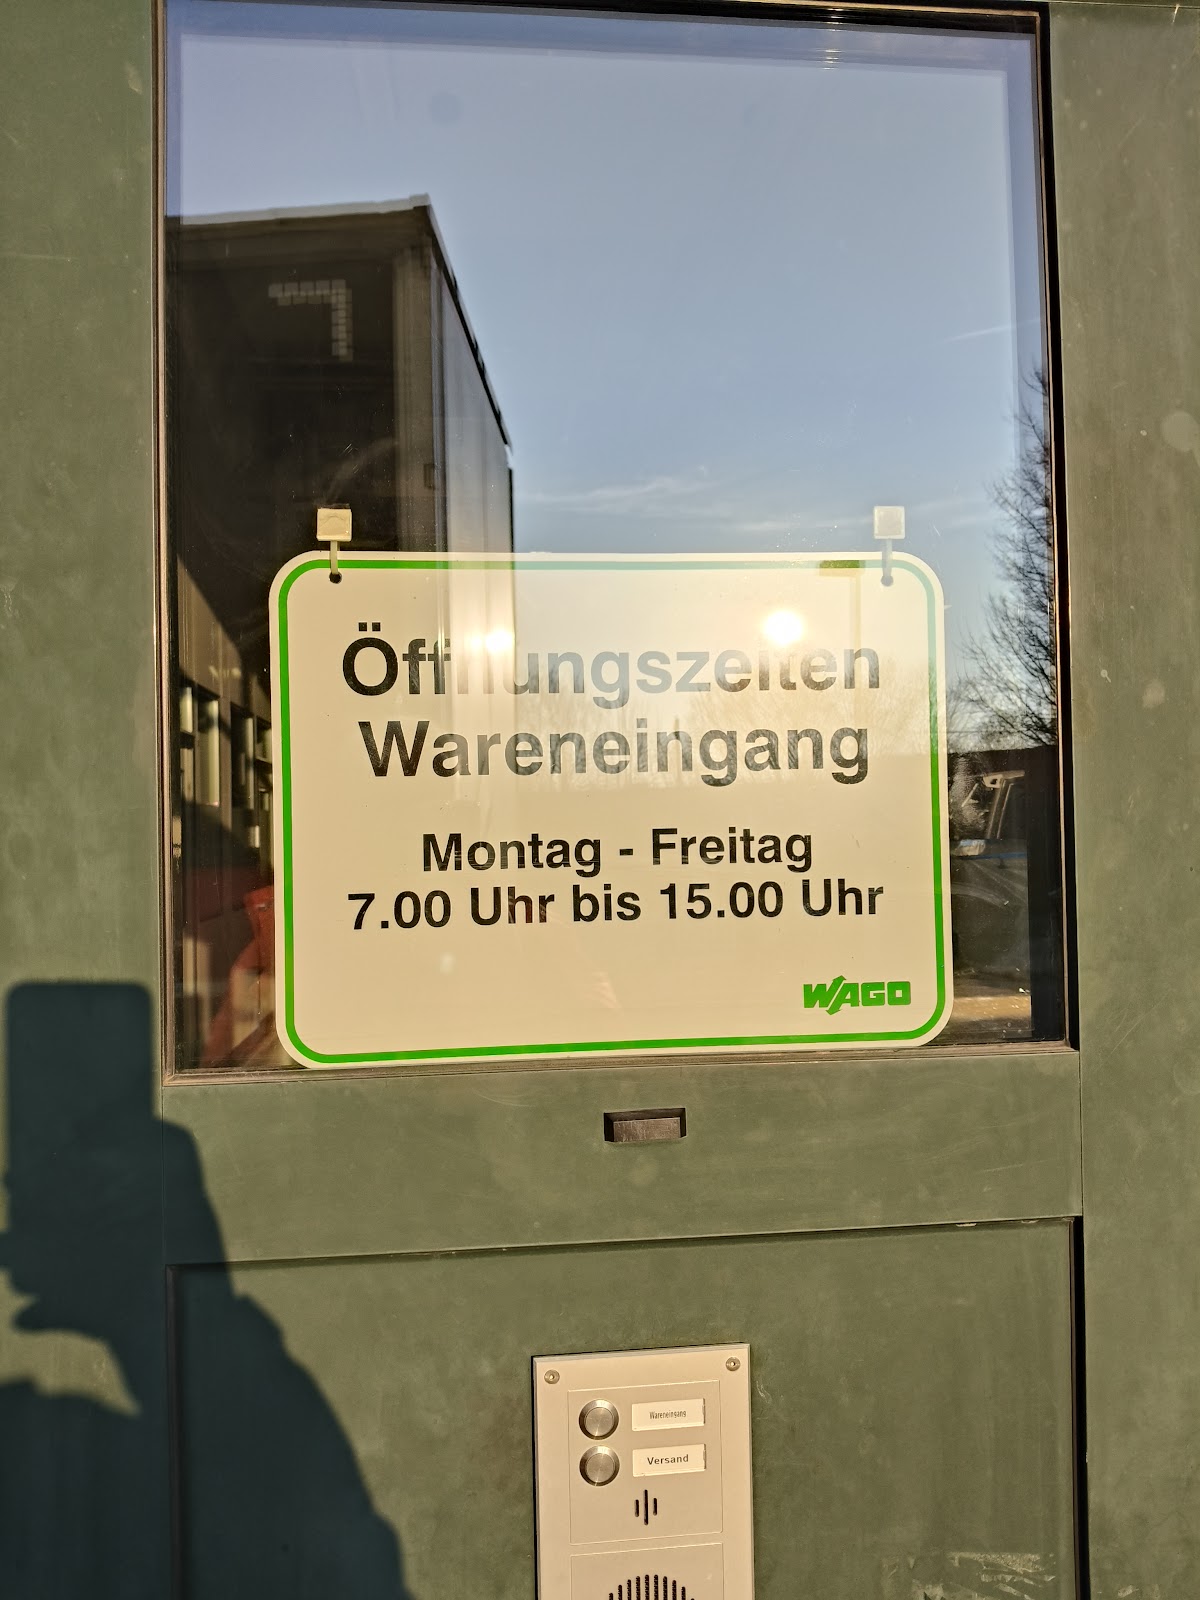 Öffnungszeiten
Wareneingang
Montag - Freitag
7.00 Uhr bis 15.00 Uhr
WAGO
Wareneingang
Versand